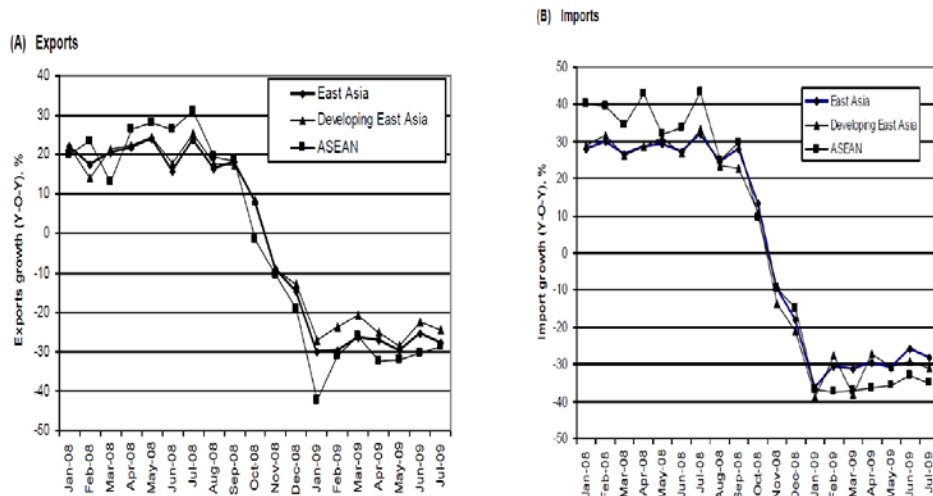 (A) Exports
40
30
20
10
0
-10
-20
-30
-40
-50
Exports growth (Y-O-Y), %
East Asia
Developing East Asia
ASEAN
Jan-08
Feb-08
Mar-08
Apr-08
May-08
Jun-08
Jul-08
Aug-08
Sep-08
Oct-08
Nov-08
Dec-08
Jan-09
Feb-09
Mar-09
Apr-09
May-09
Jun-09
Jul-09
(B) Imports
50
40
30
20
10
0
-10
-20
-30
-40
-50
Import growth (Y-O-Y), %
East Asia
Developing East Asia
ASEAN
Jan-08
Feb-08
Mar-08
Apr-08
May-08
Jun-08
Jul-08
Aug-08
Sep-08
Oct-08
Nov-08
Jan-09
Feb-09
Mar-09
Apr-09
May-09
Jun-09
Jul-09